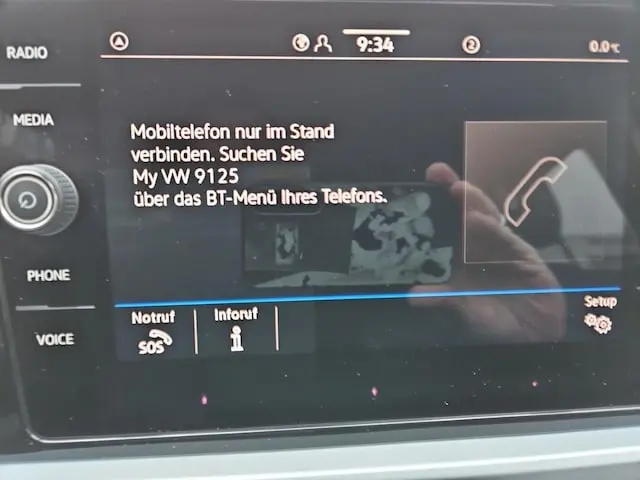 RADIO
9:34
2
0.0°C
MEDIA
Mobiltelefon nur im Stand
verbinden. Suchen Sie
My VW 9125
über das BT-Menü Ihres Telefons.
PHONE
VOICE
Notruf
SOS
Inforuf
Setup